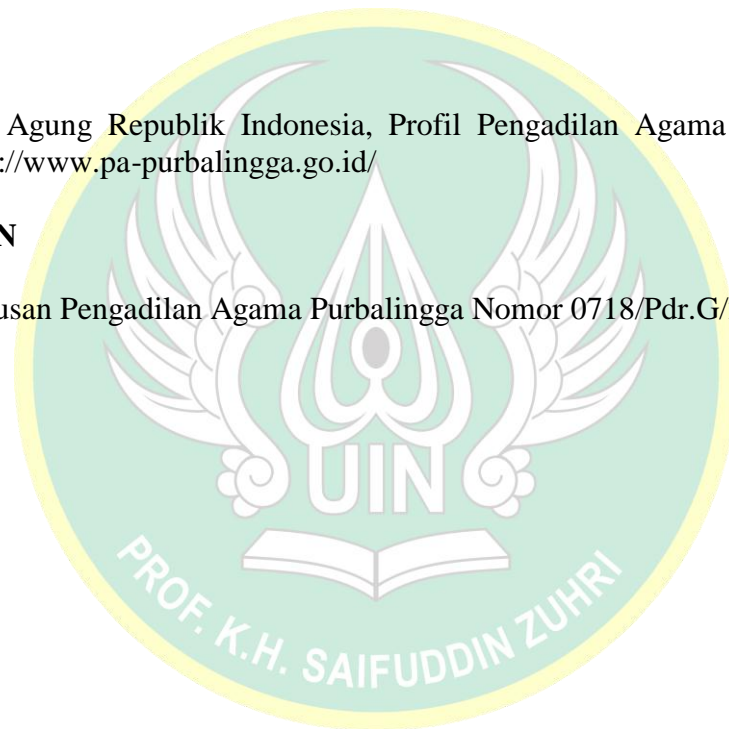 Agung Republik Indonesia, Profil Pengadilan Agama
://www.pa-purbalingga.go.id/
N
usan Pengadilan Agama Purbalingga Nomor 0718/Pdr.G/
UIN
PROF. K.H. SAIFUDDIN ZUHRI